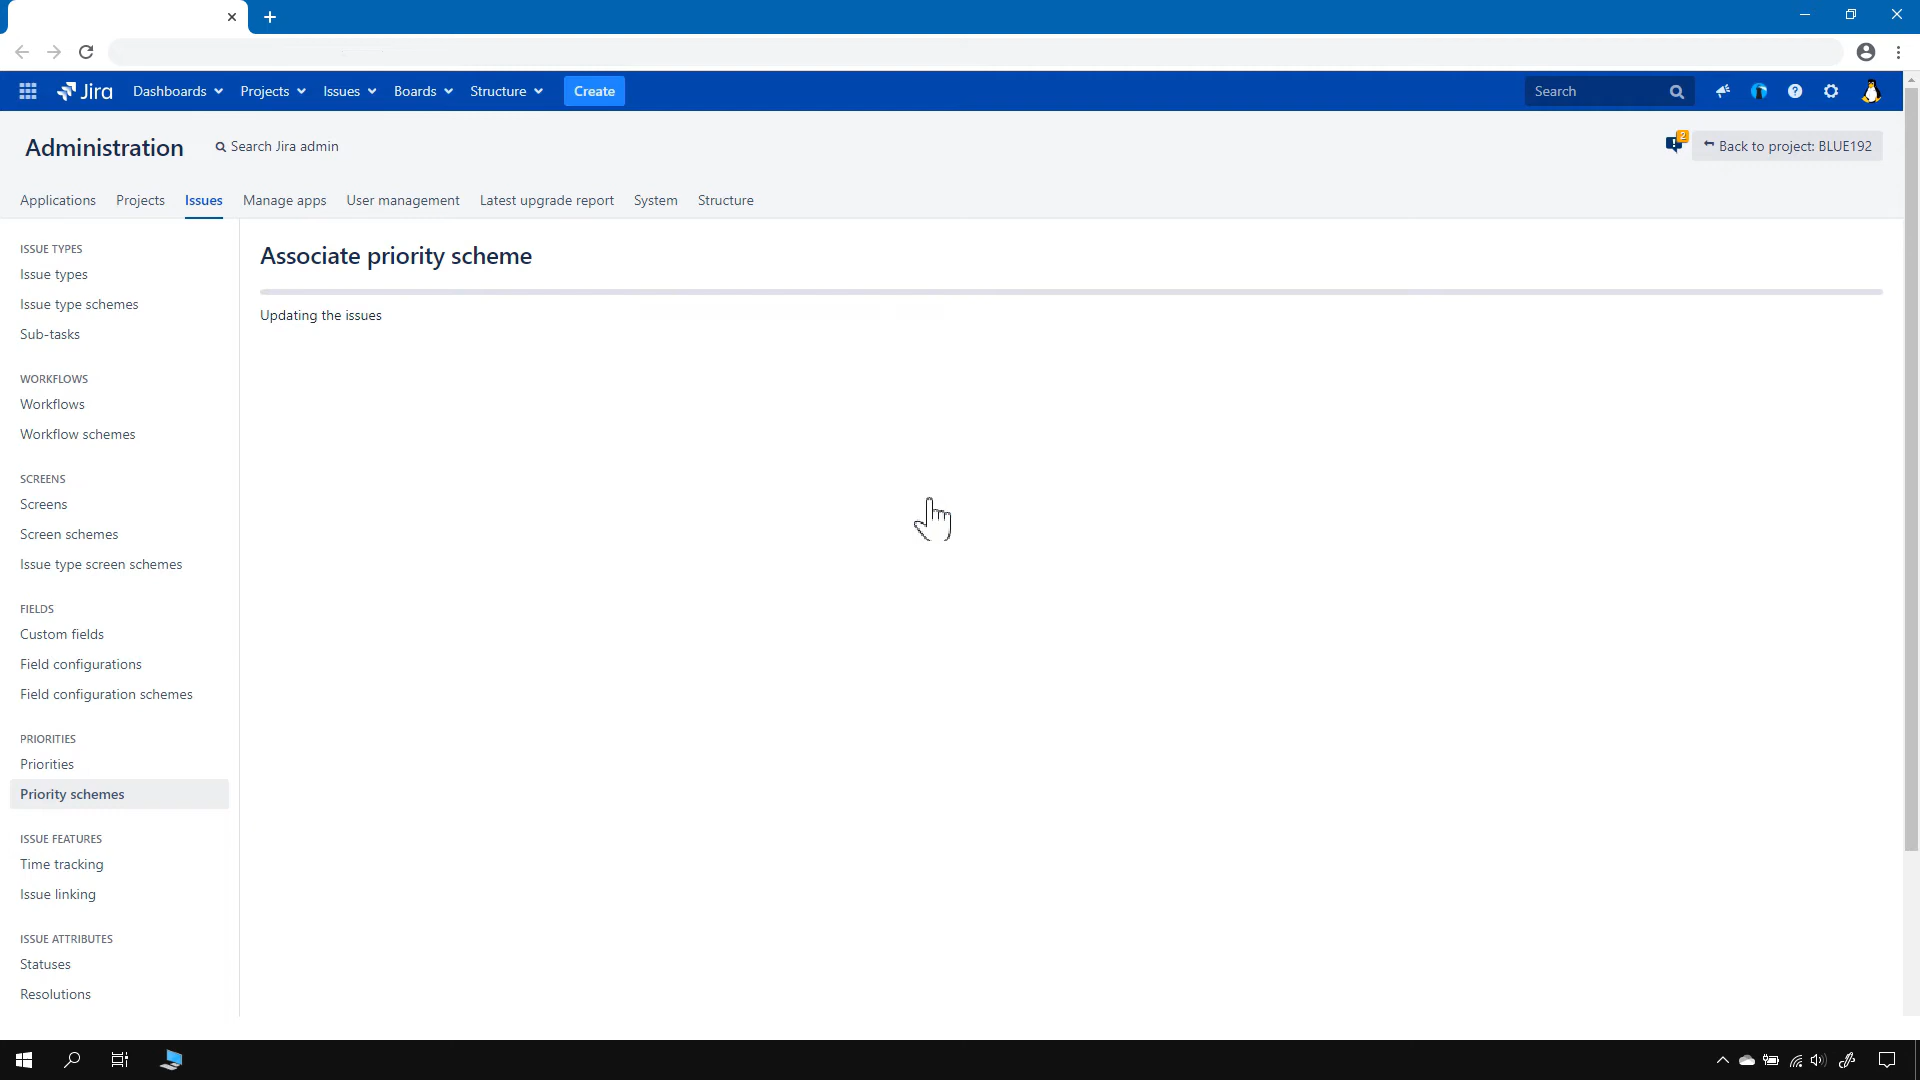 Jira
Dashboards
Projects
Issues
Boards
Structure
Create
Search
Administration
Search Jira admin
2
Back to project: BLUE192
Applications
Projects
Issues
Manage apps
User management
Latest upgrade report
System
Structure
ISSUE TYPES
Issue types
Issue type schemes
Sub-tasks
WORKFLOWS
Workflows
Workflow schemes
SCREENS
Screens
Screen schemes
Issue type screen schemes
FIELDS
Custom fields
Field configurations
Field configuration schemes
PRIORITIES
Priorities
Priority schemes
ISSUE FEATURES
Time tracking
Issue linking
ISSUE ATTRIBUTES
Statuses
Resolutions
Associate priority scheme
Updating the issues